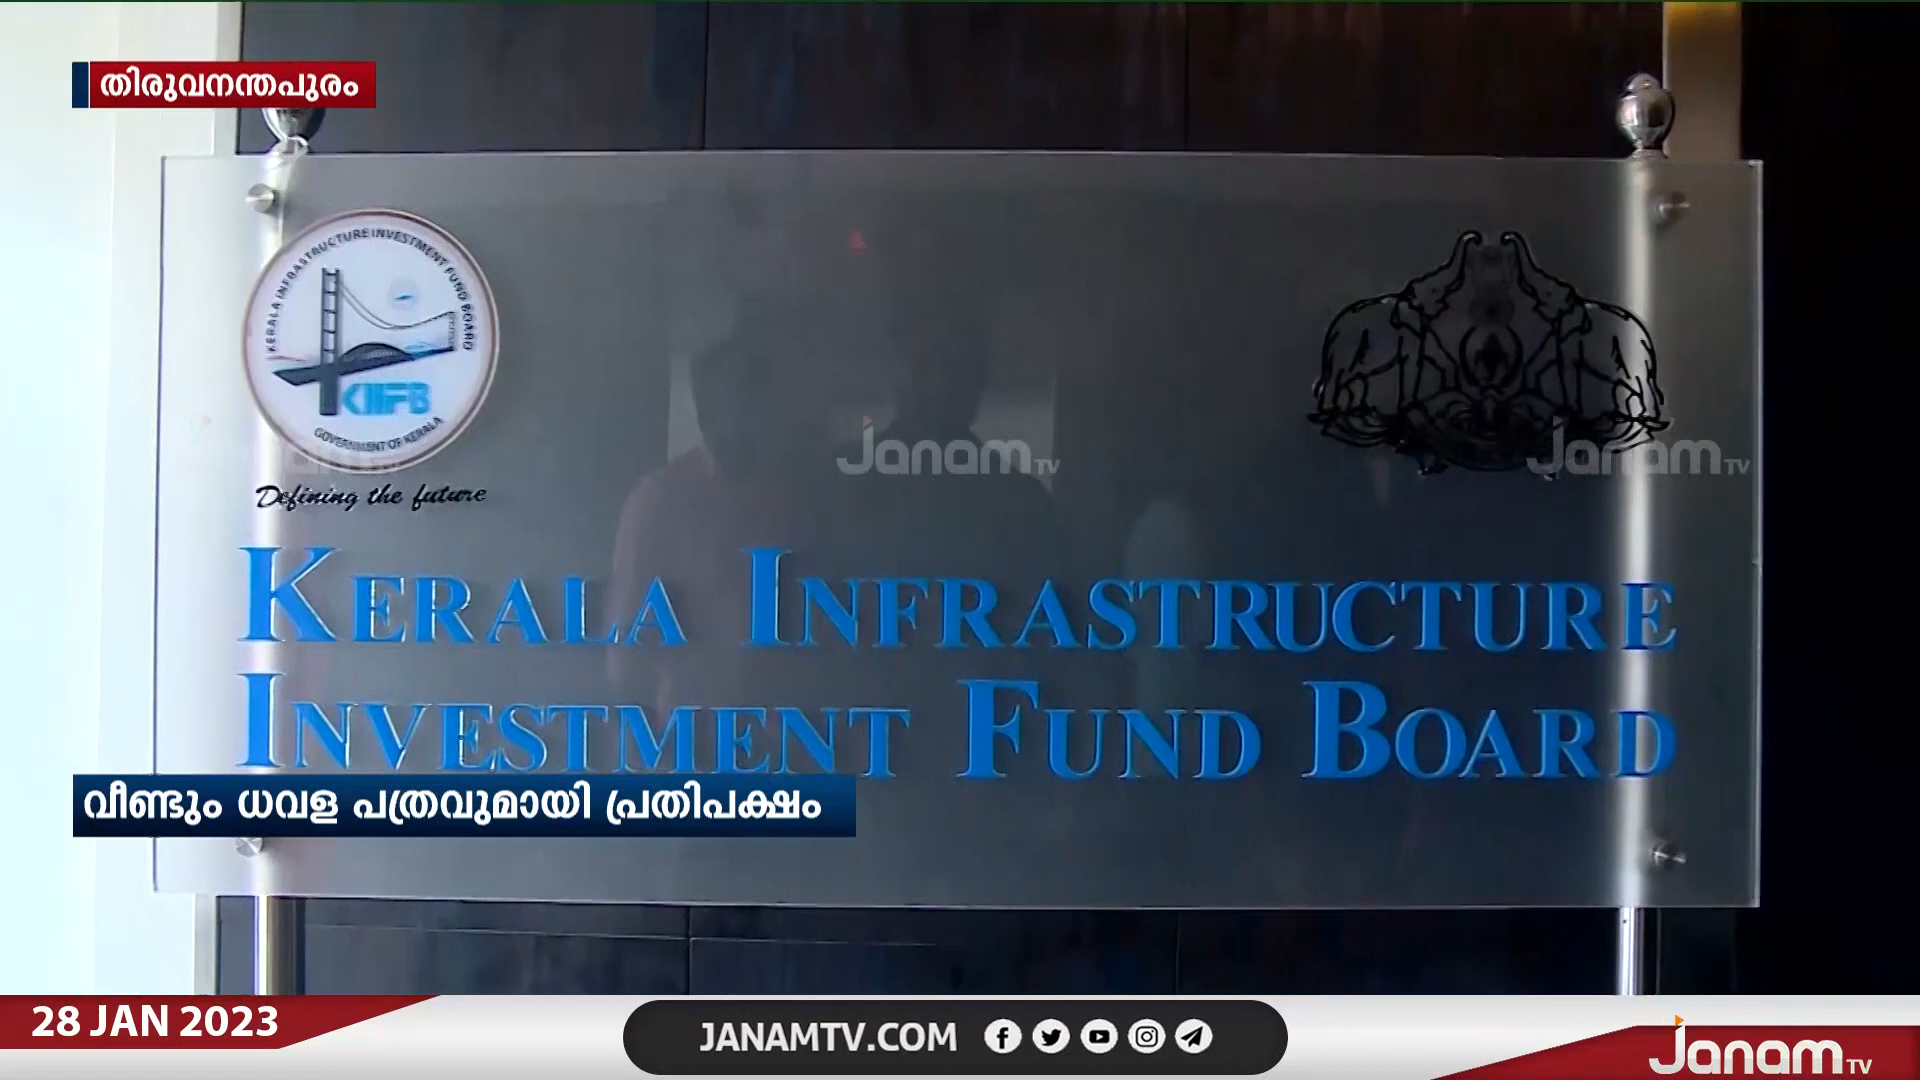 തിരുവനന്തപുരം
KERALA INFRASTRUCTURE INVESTMENT FUND BOARD
KIIFB
GOVERNMENT OF KERALA
Janam TV
Janam TV
Defining the future
KERALA INFRASTRUCTURE
INVESTMENT FUND BOARD
വീണ്ടും ധവള പത്രവുമായി പ്രതിപക്ഷം
28 JAN 2023
JANAMTV.COM
Janam TV